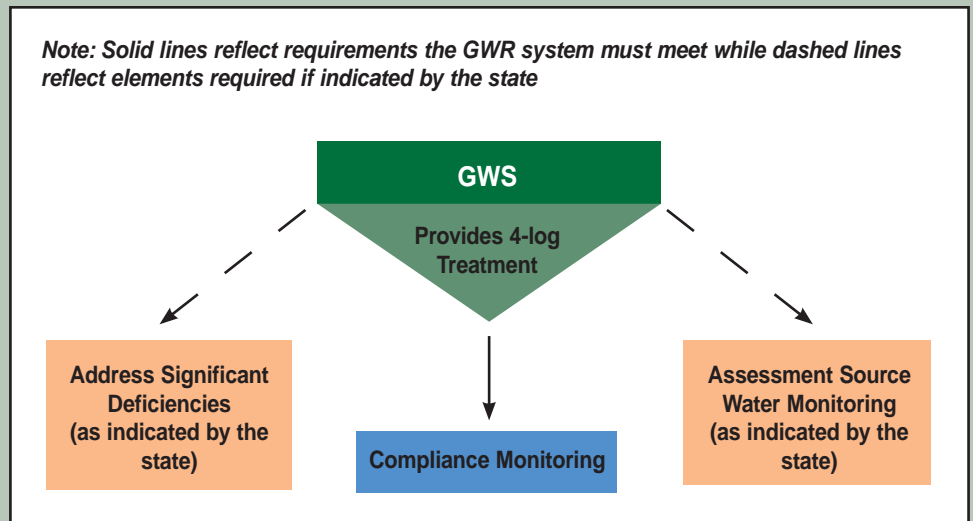 Note: Solid lines reflect requirements the GWR system must meet while dashed lines
reflect elements required if indicated by the state
GWS
Provides 4-log
Treatment
Address Significant
Deficiencies
(as indicated by the
state)
Compliance Monitoring
Assessment Source
Water Monitoring
(as indicated by the
state)